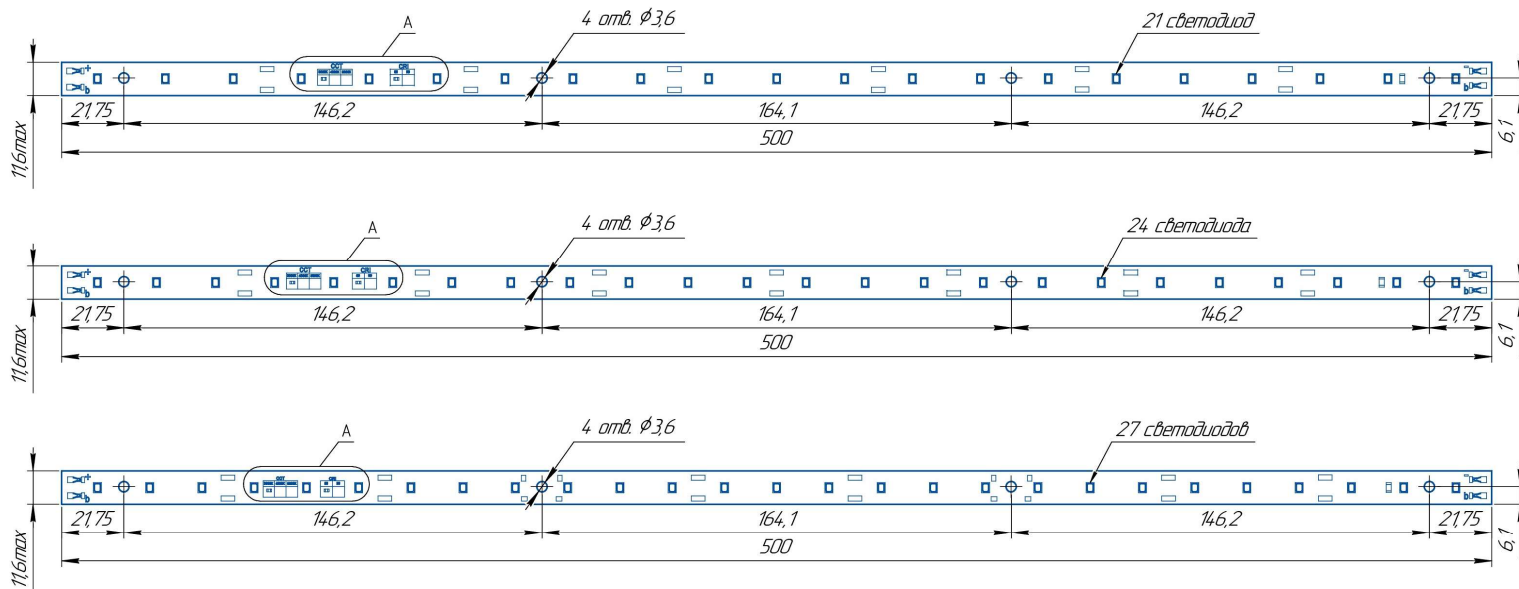 A
4 отв. ϕ3,6
21 светодиод
CCT
CRI
+
-
b
b
21,75
146,2
164,1
146,2
21,75
500
11,6max
6,1
A
4 отв. ϕ3,6
24 светодиода
CCT
CRI
+
-
b
b
21,75
146,2
164,1
146,2
21,75
500
11,6max
6,1
A
4 отв. ϕ3,6
27 светодиодов
CCT
CRI
+
-
b
b
21,75
146,2
164,1
146,2
21,75
500
11,6max
6,1